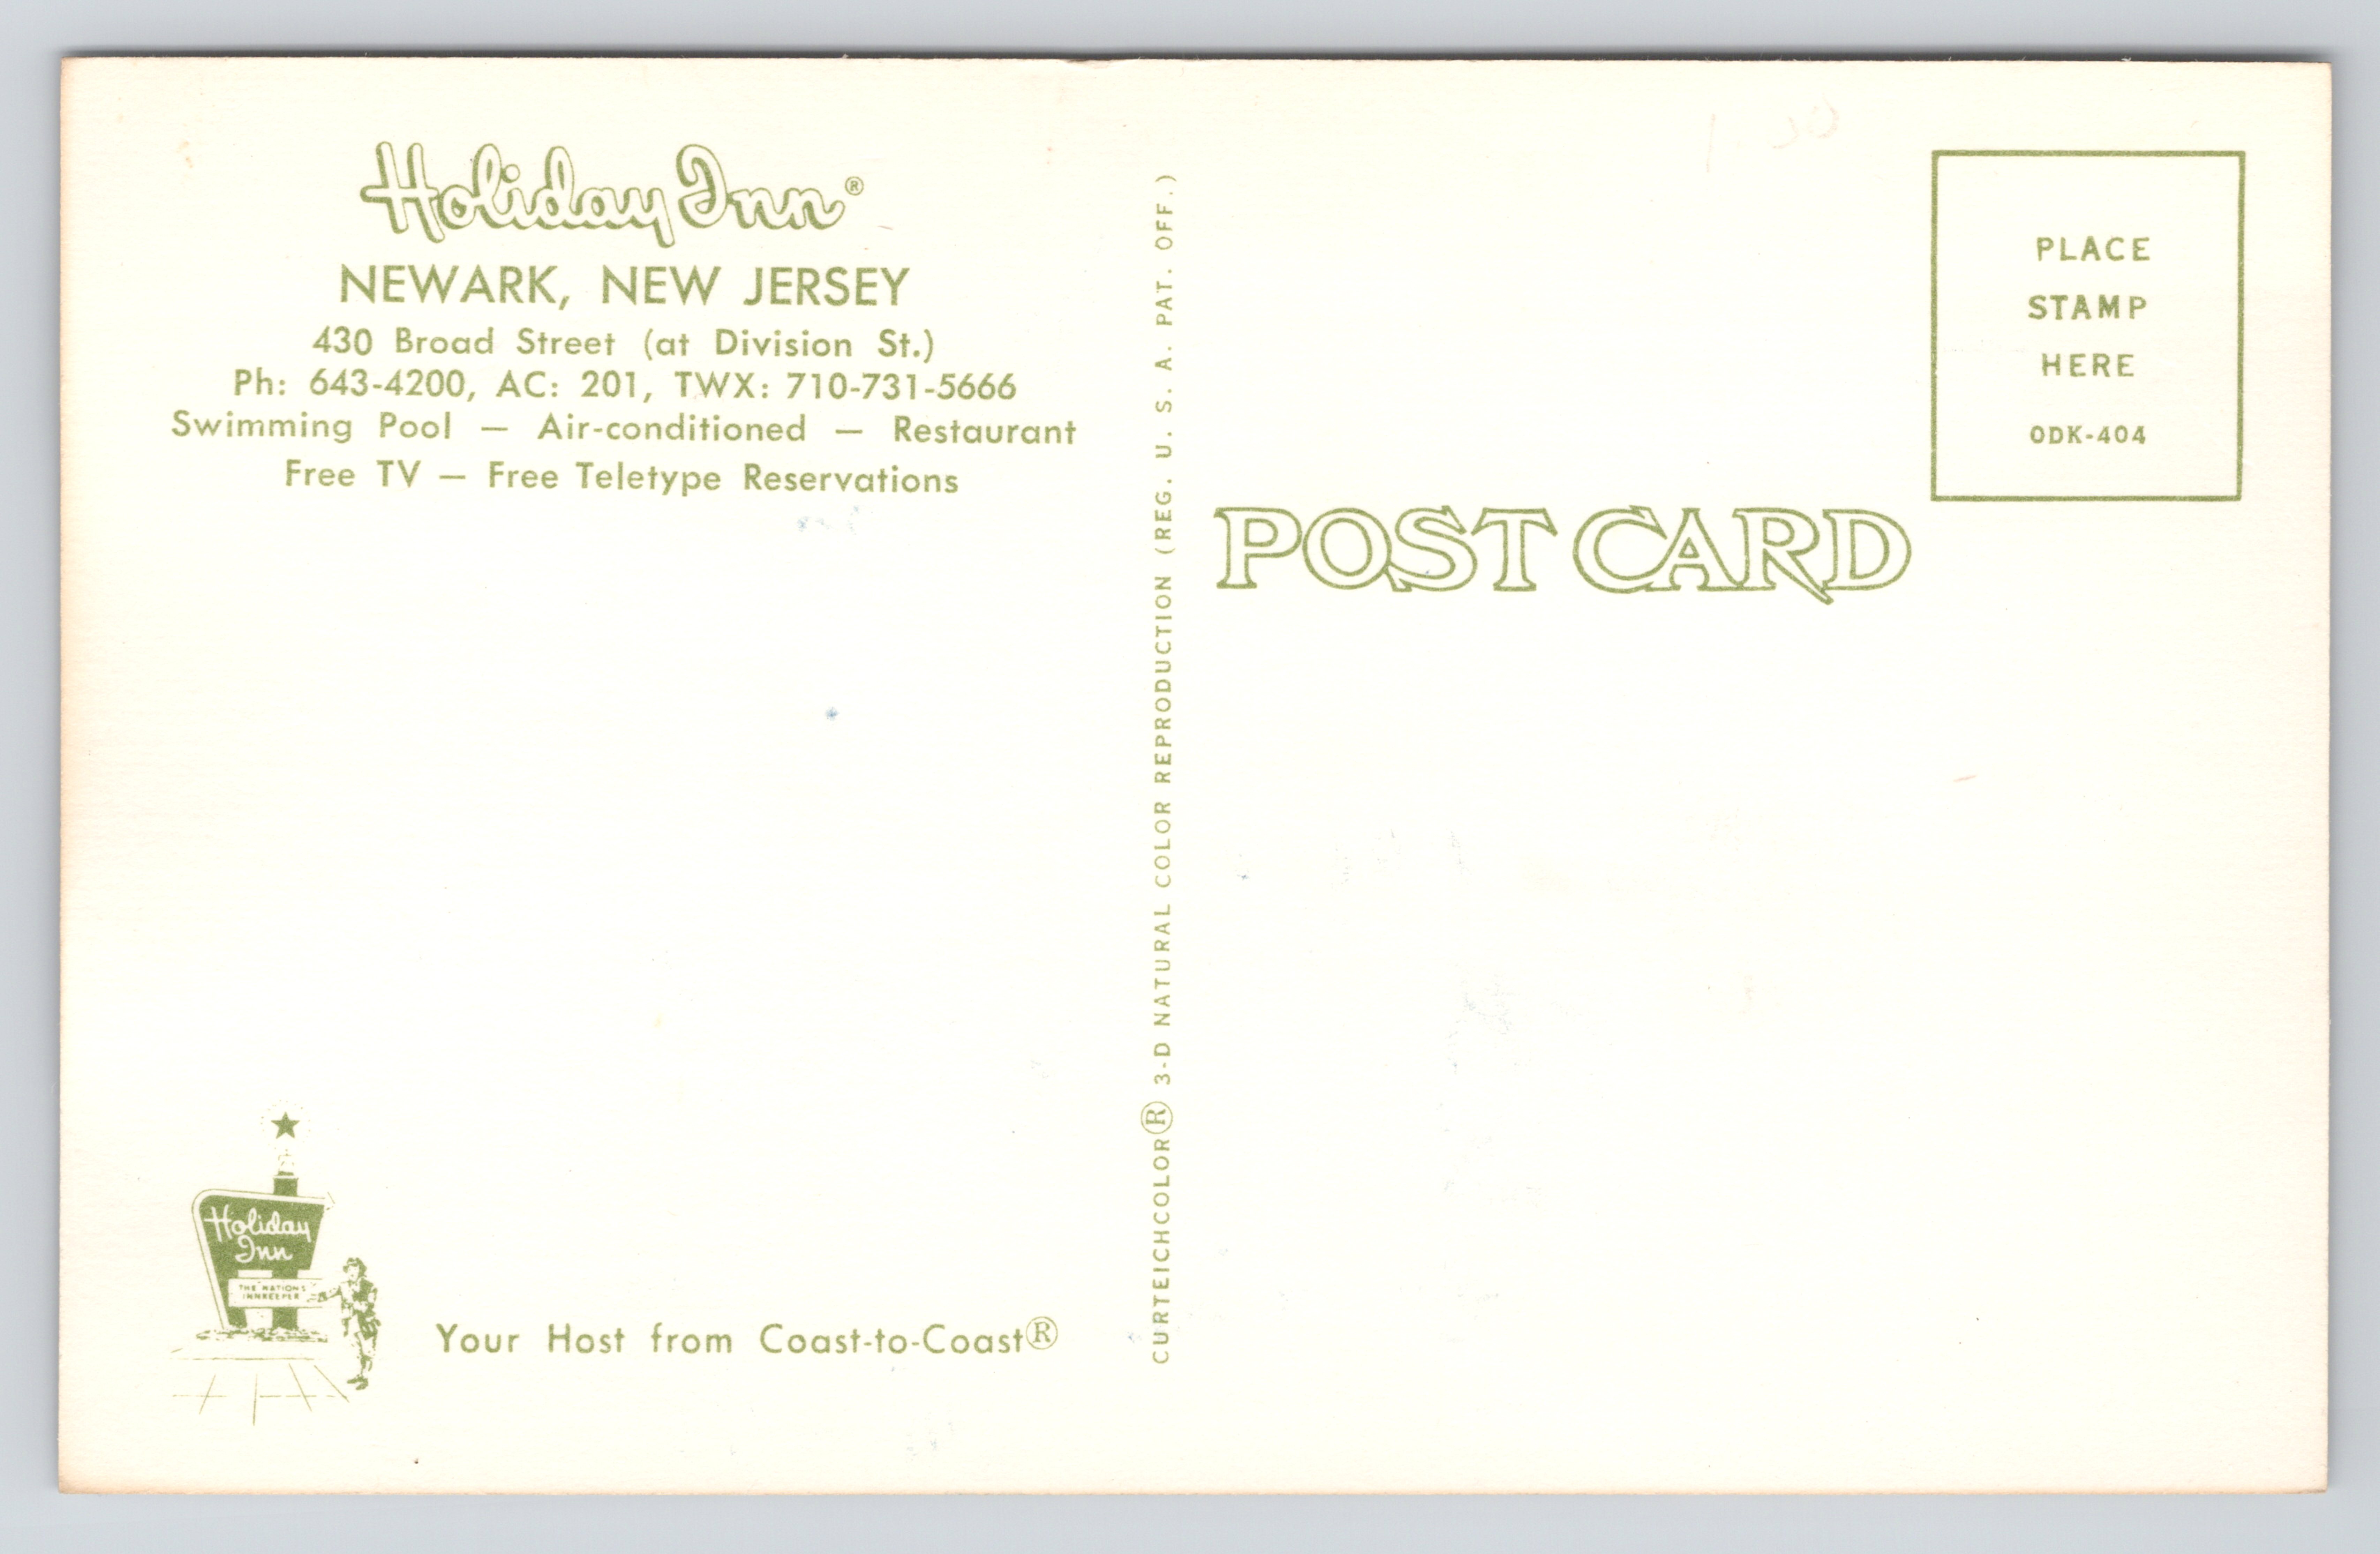 Holiday Inn®
NEWARK, NEW JERSEY
430 Broad Street (at Division St.)
Ph: 643-4200, AC: 201, TWX: 710-731-5666
Swimming Pool — Air-conditioned — Restaurant
Free TV — Free Teletype Reservations
Holiday
Inn
THE NATION'S
INNKEEPER
Your Host from Coast-to-Coast®
CURTEICHCOLOR® 3-D NATURAL COLOR REPRODUCTION (REG. U. S. A. PAT. OFF.)
POST CARD
PLACE
STAMP
HERE
ODK-404